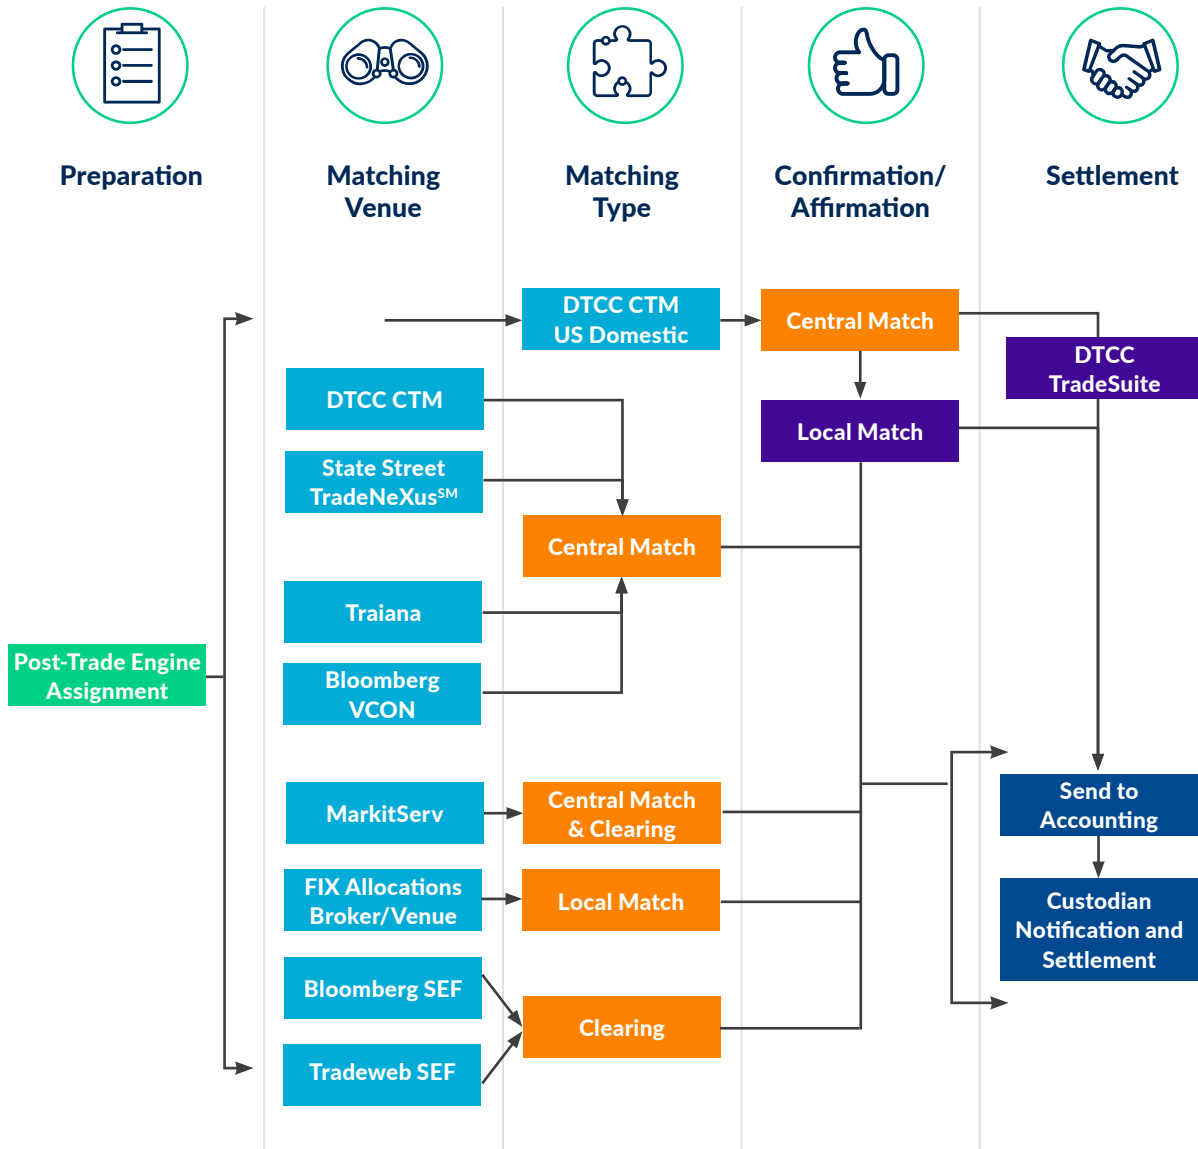 Preparation
Matching
Venue
Matching
Type
Confirmation/
Affirmation
Settlement
DTCC CTM
US Domestic
Central Match
DTCC
TradeSuite
DTCC CTM
Local Match
State Street
TradeNeXusSM
Central Match
Traiana
Post-Trade Engine
Assignment
Bloomberg
VCON
MarkitServ
Central Match
& Clearing
Send to
Accounting
FIX Allocations
Broker/Venue
Local Match
Custodian
Notification and
Settlement
Bloomberg SEF
Clearing
Tradeweb SEF